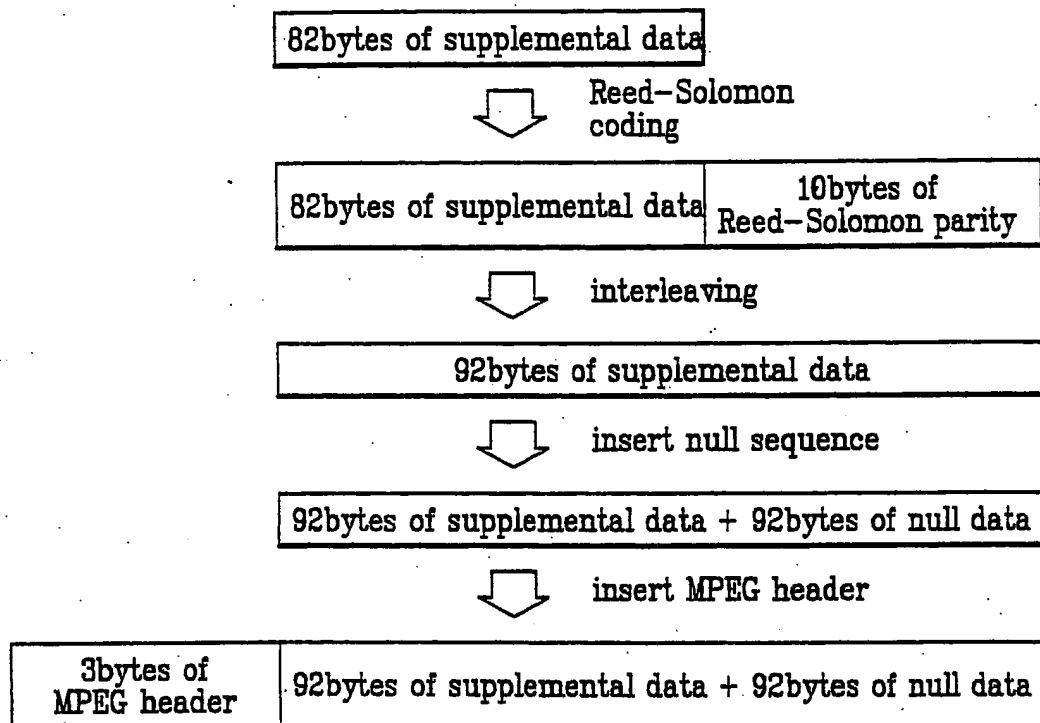 82bytes of supplemental data
Reed-Solomon
coding
82bytes of supplemental data
10bytes of
Reed-Solomon parity
interleaving
92bytes of supplemental data
insert null sequence
92bytes of supplemental data + 92bytes of null data
insert MPEG header
3bytes of
MPEG header
92bytes of supplemental data + 92bytes of null data